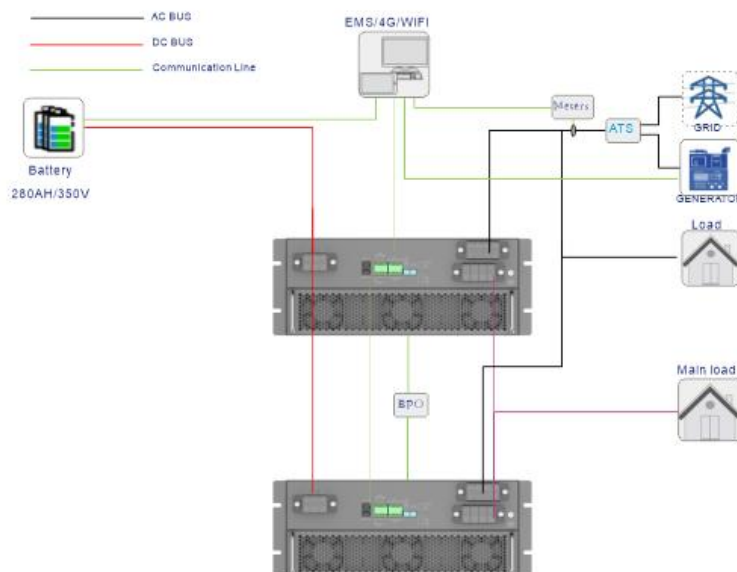 AC BUS
DC BUS
Communication Line
EMS/4G/WIFI
Meters
ATS
GRID
GENERATOR
Battery
280AH/350V
Load
Main load
BPO